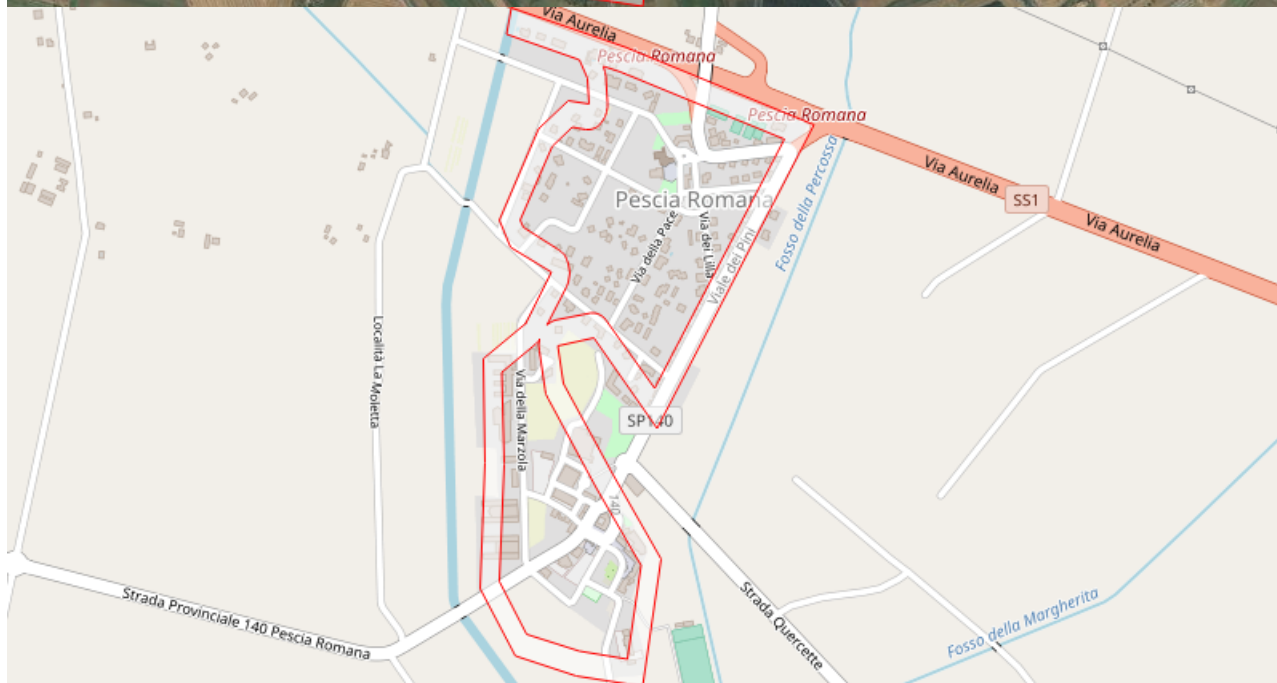 Via Aurelia
Pescia Romana
Pescia Romana
Via Aurelia
SS1
Via Aurelia
Pescia Romana
Fosso della Percossa
Via della Pace
Via dei Lilla
Viale dei Pini
Località La Moletta
Via della Marzola
SP140
140
Strada Provinciale 140 Pescia Romana
Strada Quercette
Fosso della Margherita